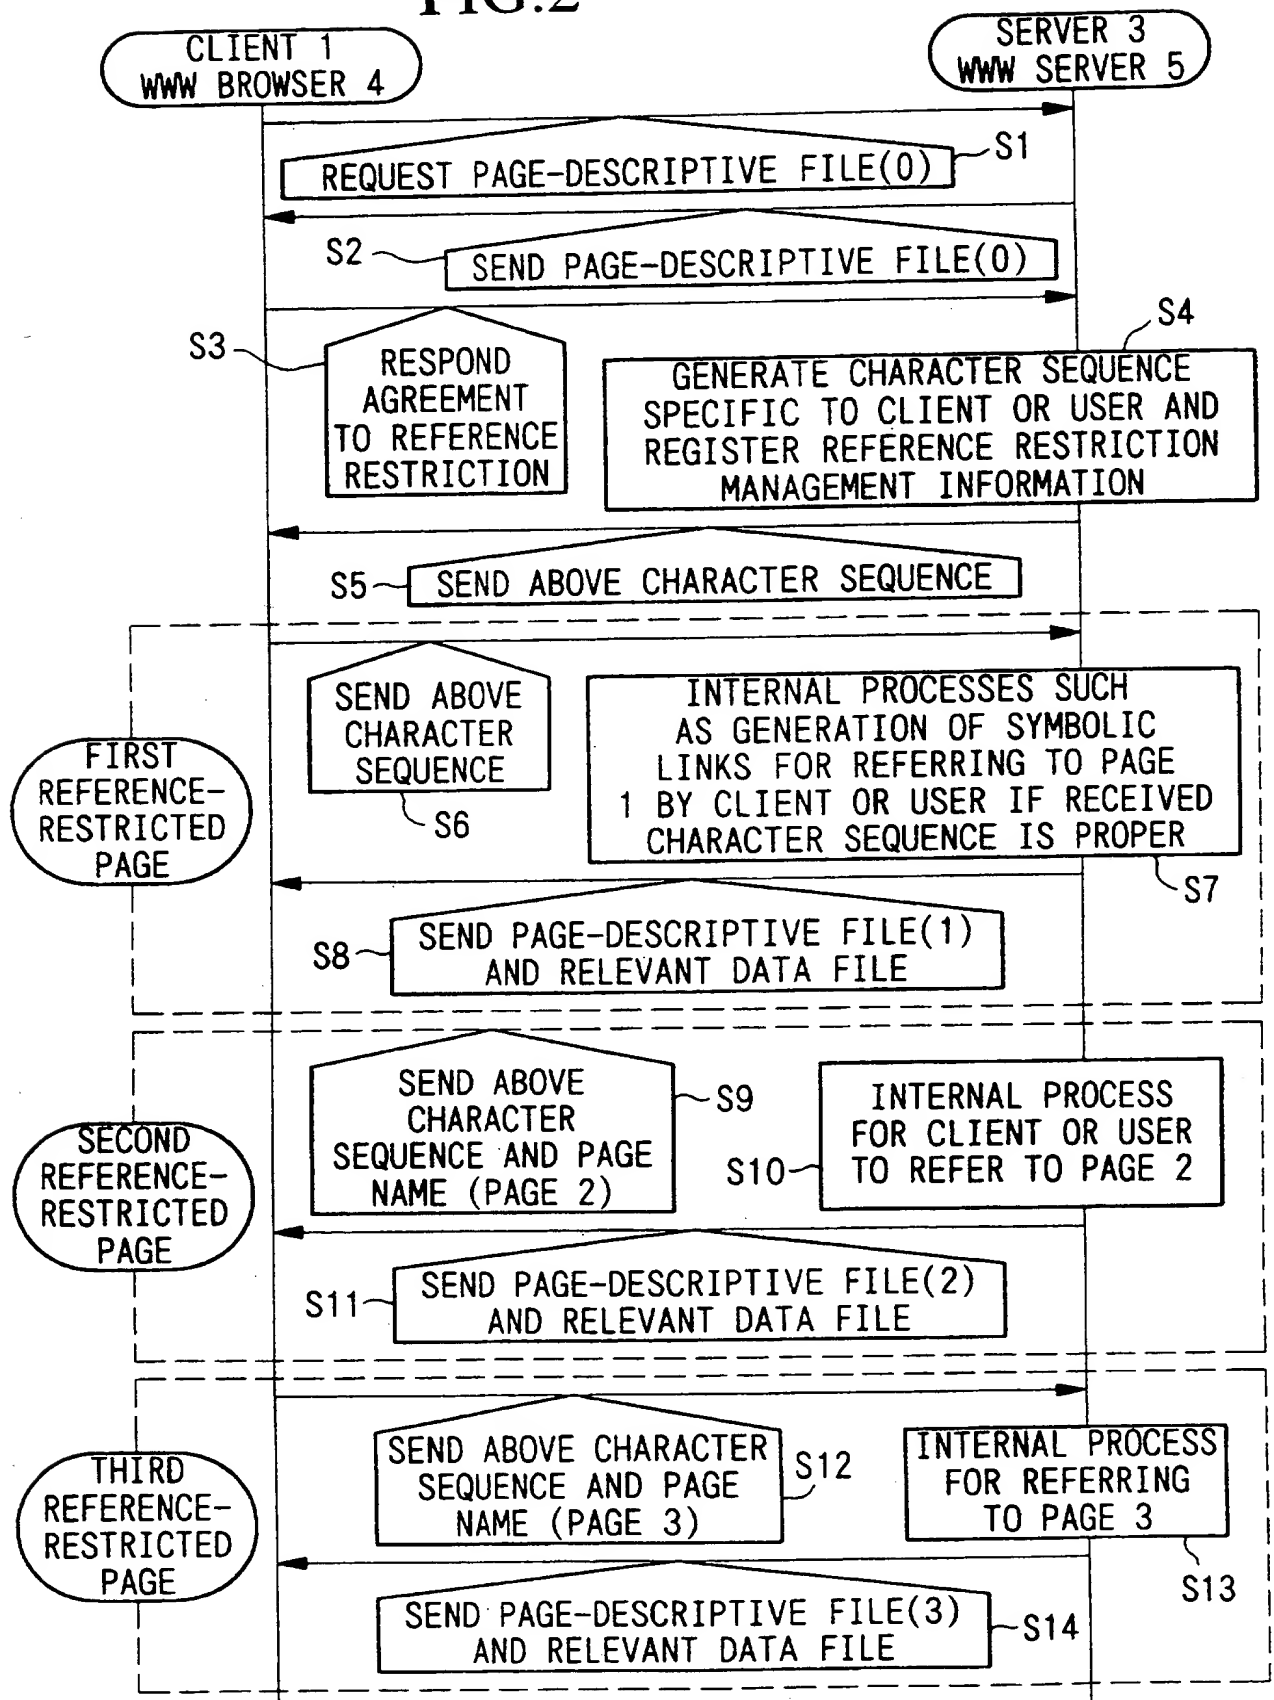 FIG.2
CLIENT 1
WWW BROWSER 4
SERVER 3
WWW SERVER 5
REQUEST PAGE-DESCRIPTIVE FILE(0)
S1
S2
SEND PAGE-DESCRIPTIVE FILE(0)
S3
RESPOND
AGREEMENT
TO REFERENCE
RESTRICTION
S4
GENERATE CHARACTER SEQUENCE
SPECIFIC TO CLIENT OR USER AND
REGISTER REFERENCE RESTRICTION
MANAGEMENT INFORMATION
S5
SEND ABOVE CHARACTER SEQUENCE
FIRST
REFERENCE-
RESTRICTED
PAGE
SEND ABOVE
CHARACTER
SEQUENCE
S6
INTERNAL PROCESSES SUCH
AS GENERATION OF SYMBOLIC
LINKS FOR REFERRING TO PAGE
1 BY CLIENT OR USER IF RECEIVED
CHARACTER SEQUENCE IS PROPER
S7
S8
SEND PAGE-DESCRIPTIVE FILE(1)
AND RELEVANT DATA FILE
SECOND
REFERENCE-
RESTRICTED
PAGE
SEND ABOVE
CHARACTER
SEQUENCE AND PAGE
NAME (PAGE 2)
S9
S10
INTERNAL PROCESS
FOR CLIENT OR USER
TO REFER TO PAGE 2
S11
SEND PAGE-DESCRIPTIVE FILE(2)
AND RELEVANT DATA FILE
THIRD
REFERENCE-
RESTRICTED
PAGE
SEND ABOVE CHARACTER
SEQUENCE AND PAGE
NAME (PAGE 3)
S12
INTERNAL PROCESS
FOR REFERRING
TO PAGE 3
S13
SEND PAGE-DESCRIPTIVE FILE(3)
AND RELEVANT DATA FILE
S14